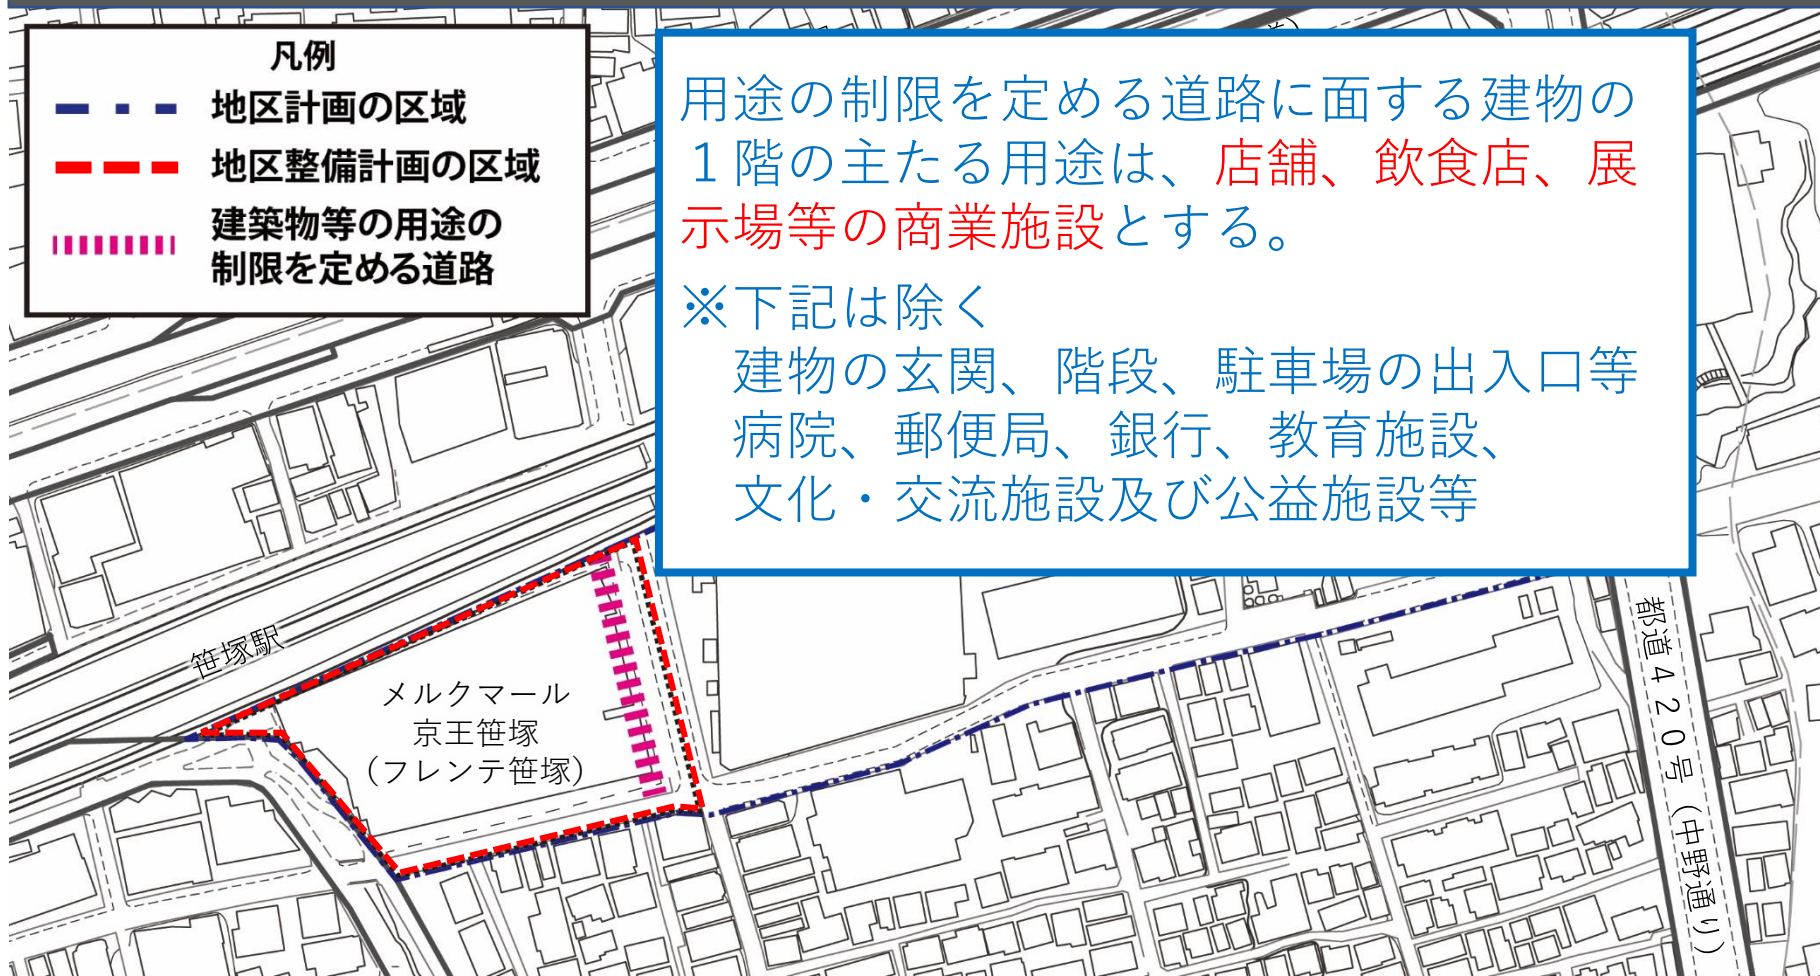 凡例
地区計画の区域
地区整備計画の区域
建築物等の用途の
制限を定める道路
用途の制限を定める道路に面する建物の
１階の主たる用途は、店舗、飲食店、展
示場等の商業施設とする。
※下記は除く
建物の玄関、階段、駐車場の出入口等
病院、郵便局、銀行、教育施設、
文化・交流施設及び公益施設等
笹塚駅
メルクマール
京王笹塚
（フレンテ笹塚）
都道４２０号（中野通り）